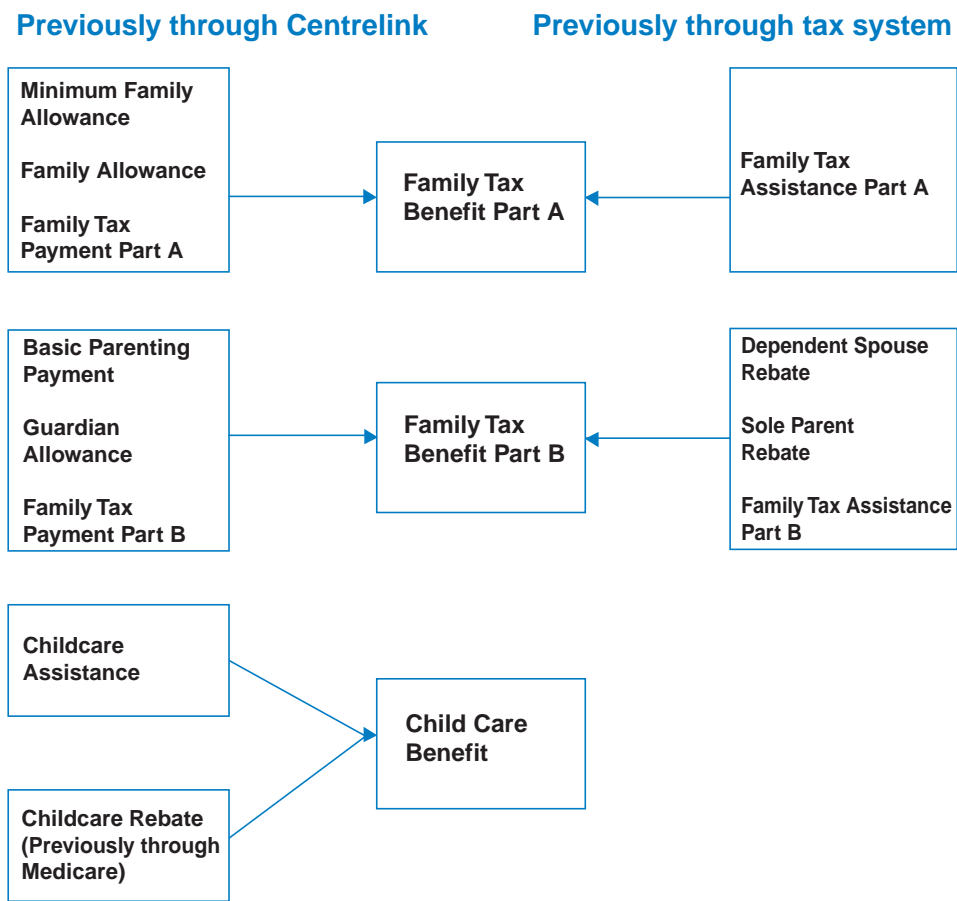 Previously through Centrelink
Previously through tax system
Minimum Family
Allowance
Family Allowance
Family Tax
Payment Part A
Family Tax
Benefit Part A
Family Tax
Assistance Part A
Basic Parenting
Payment
Guardian
Allowance
Family Tax
Payment Part B
Family Tax
Benefit Part B
Dependent Spouse
Rebate
Sole Parent
Rebate
Family Tax Assistance
Part B
Childcare
Assistance
Child Care
Benefit
Childcare Rebate
(Previously through
Medicare)